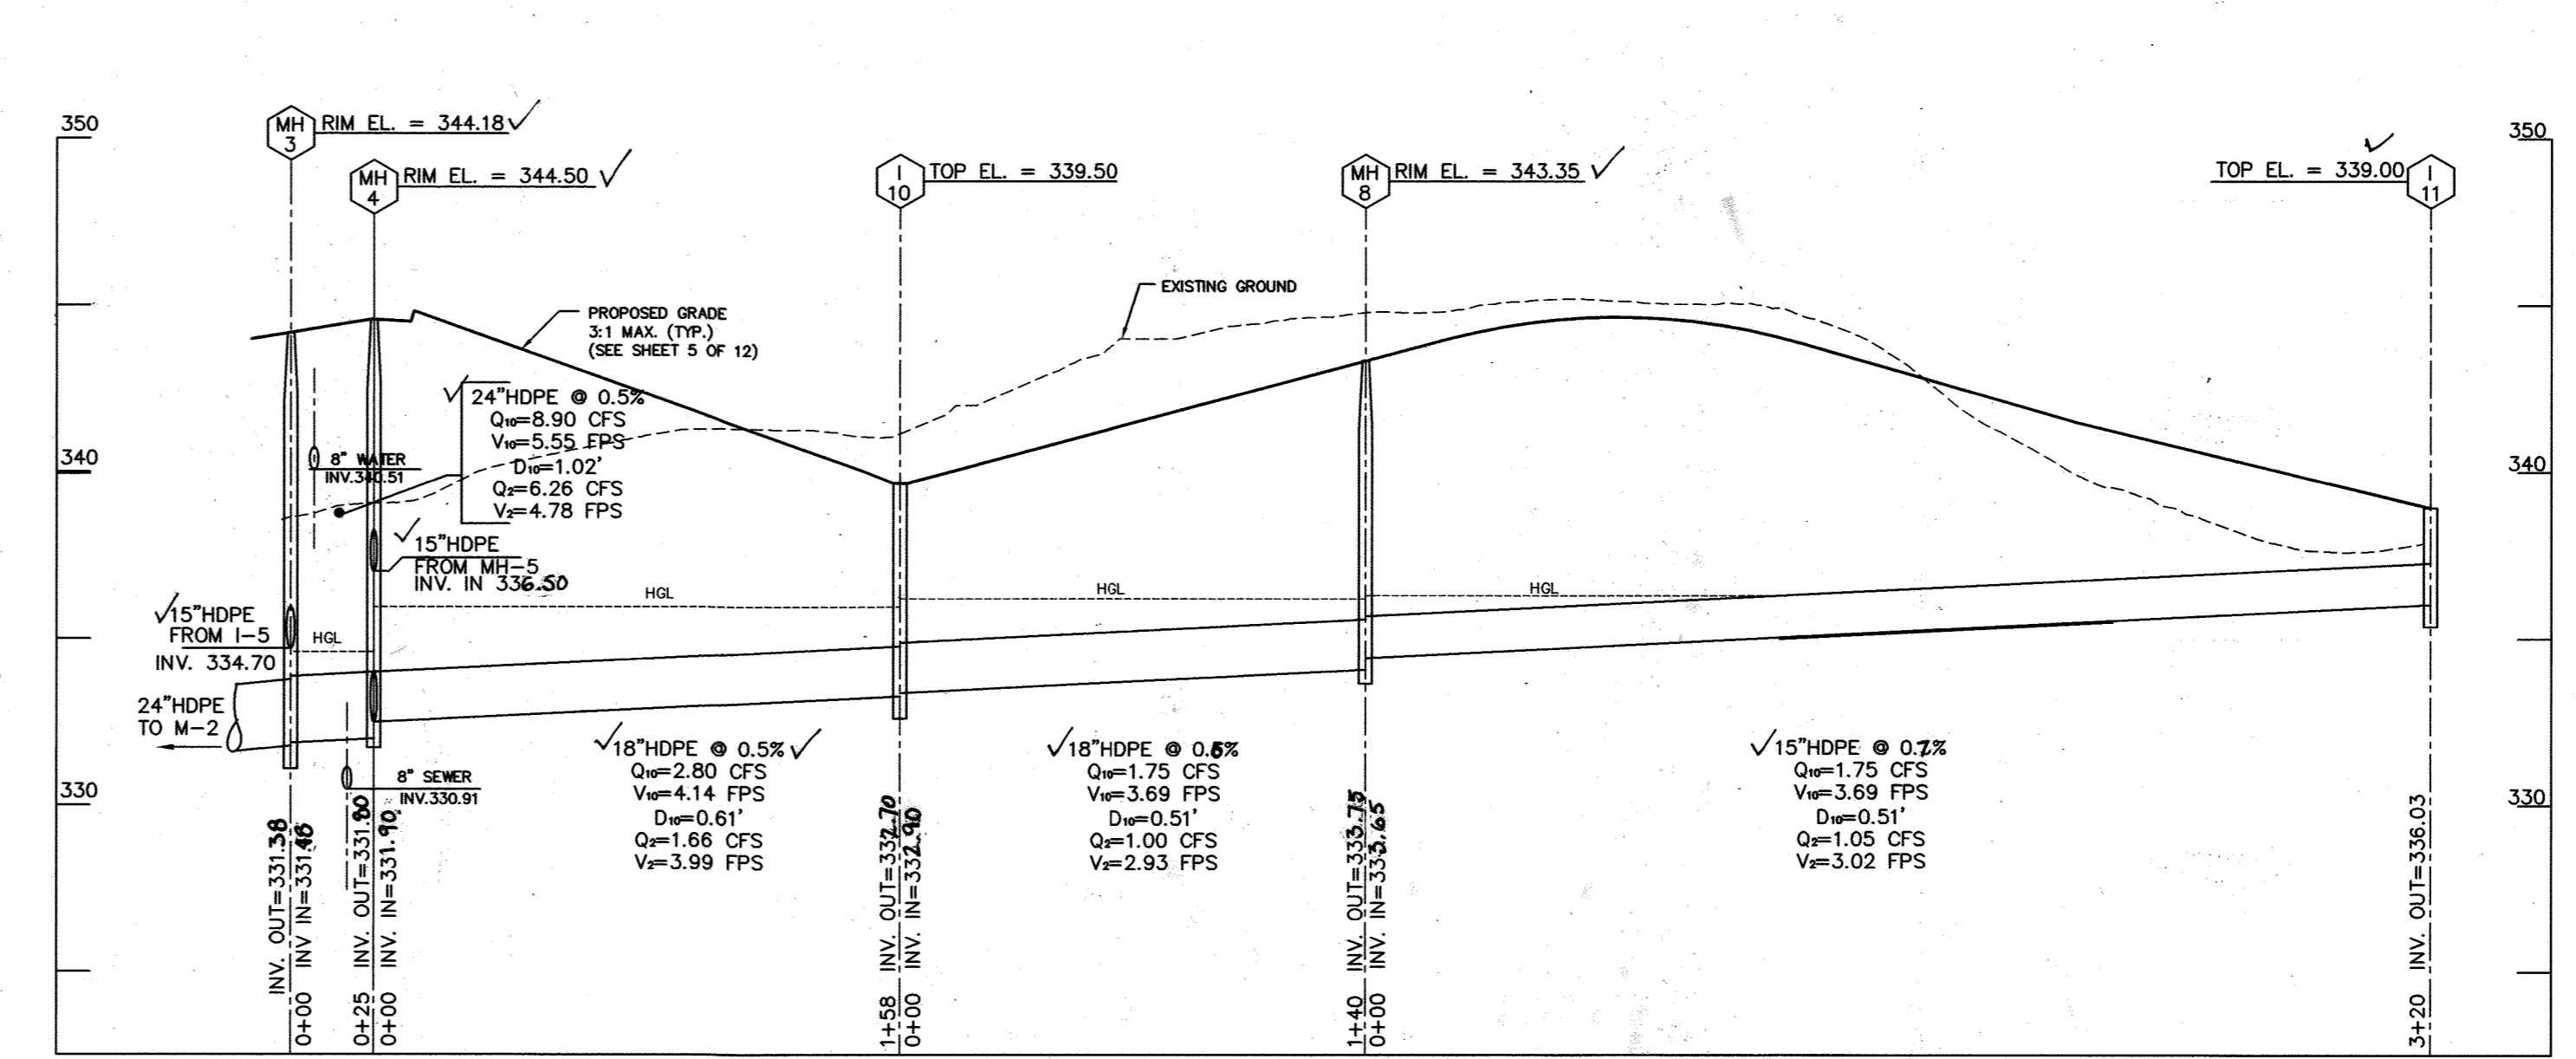 350
MH
3
RIM EL. = 344.18
MH
4
RIM EL. = 344.50
I
10
TOP EL. = 339.50
MH
8
RIM EL. = 343.35
TOP EL. = 339.00
I
11
350
PROPOSED GRADE
3:1 MAX. (TYP.)
(SEE SHEET 5 OF 12)
EXISTING GROUND
24"HDPE @ 0.5%
Q10=8.90 CFS
V10=5.55 FPS
D10=1.02'
Q2=6.26 CFS
V2=4.78 FPS
340
8" WATER
INV.340.51
340
15"HDPE
FROM MH-5
INV. IN 336.50
15"HDPE
FROM I-5
INV. 334.70
HGL
HGL
HGL
HGL
24"HDPE
TO M-2
8" SEWER
INV.330.91
330
330
18"HDPE @ 0.5%
Q10=2.80 CFS
V10=4.14 FPS
D10=0.61'
Q2=1.66 CFS
V2=3.99 FPS
18"HDPE @
Q10=1.75 CFS
V10=3.69 FPS
D10=0.51'
Q2=1.00 CFS
V2=2.93 FPS
15"HDPE @ 0.7%
Q10=1.75 CFS
V10=3.69 FPS
D10=0.51'
Q2=1.05 CFS
V2=3.02 FPS
INV. OUT=331.38
0+00 INV IN=331.48
0+25 INV. OUT=331.80
0+00 INV. IN=331.90
1+58 INV. OUT=332.70
0+00 INV. IN=332.90
1+40 INV. OUT=333.75
0+00 INV. IN=333.65
3+20 INV. OUT=336.03